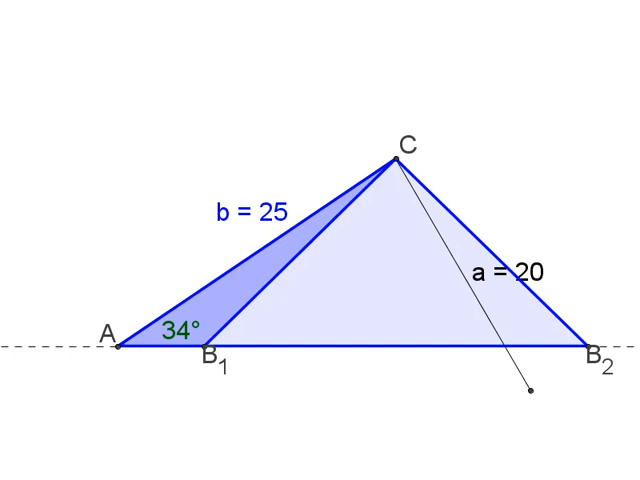 C
b = 25
a = 20
A
34°
B₁
B₂